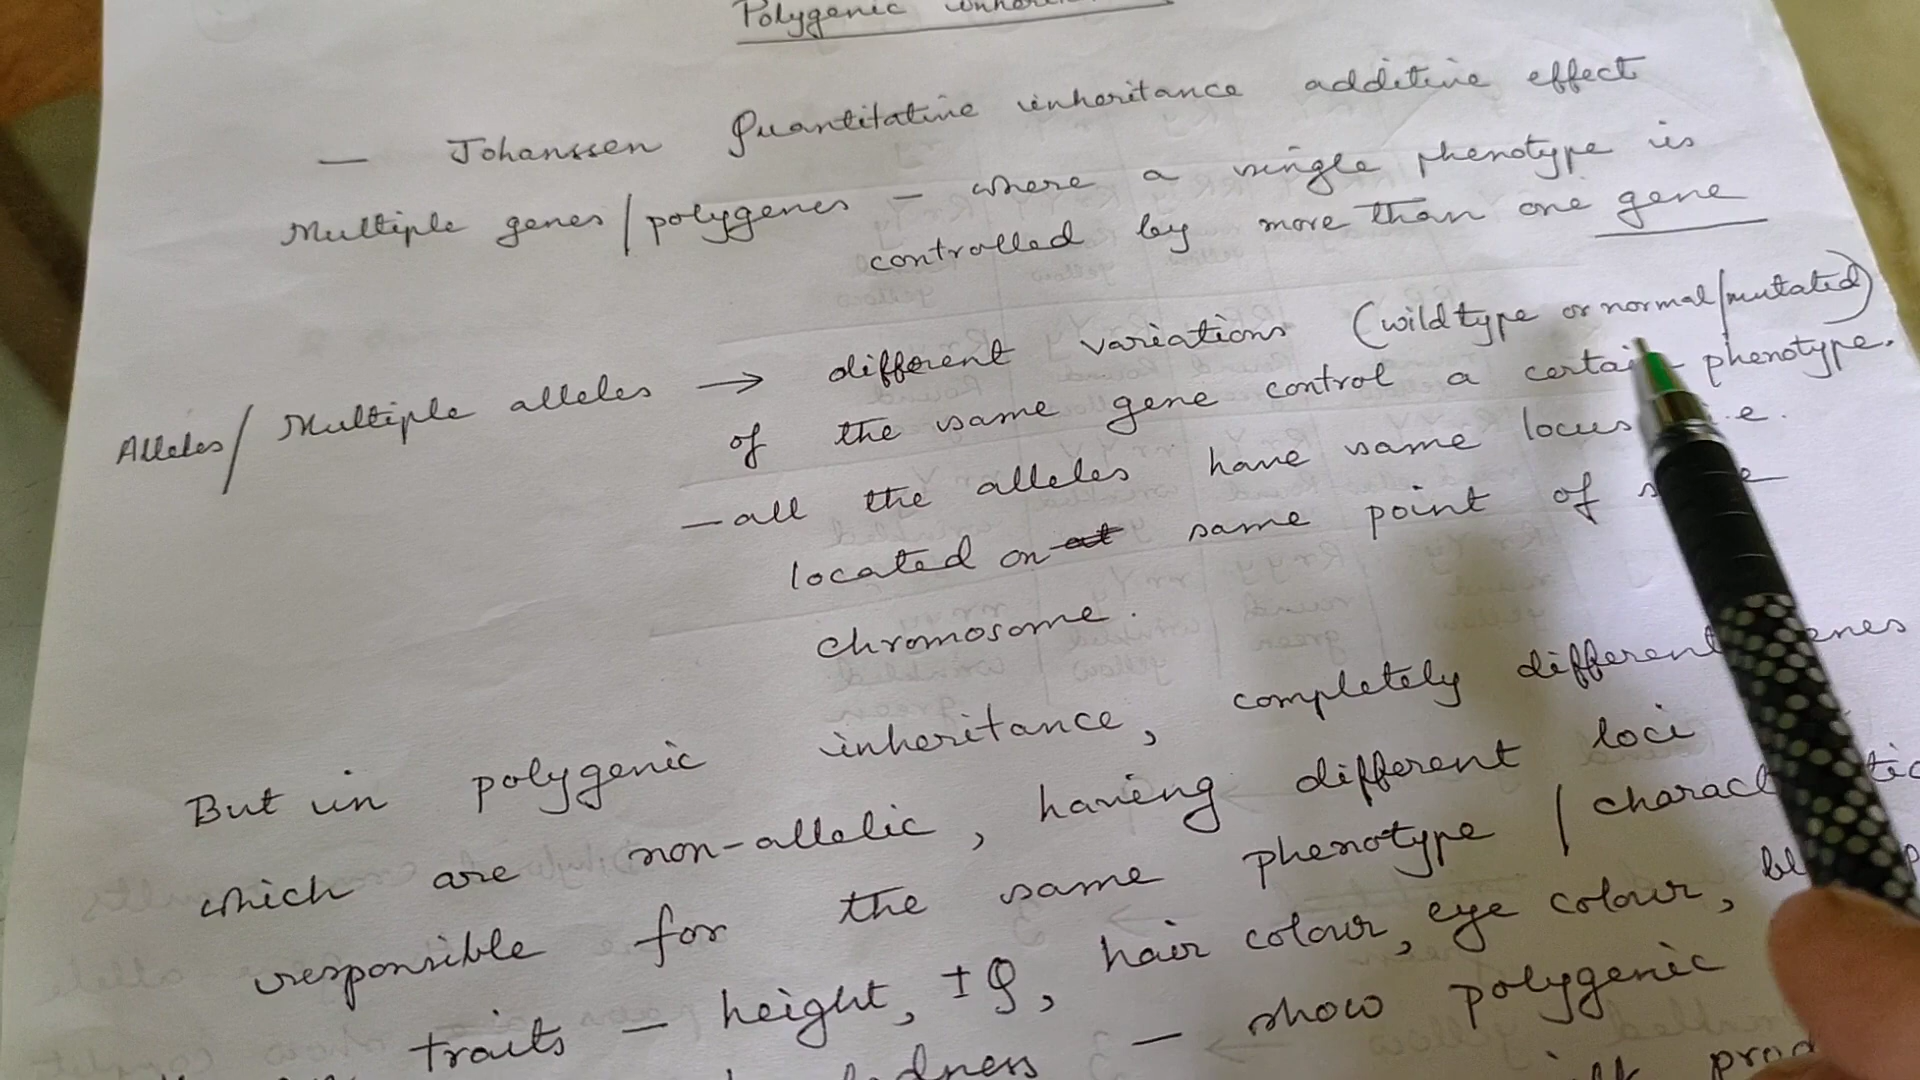 Polygenic
— Johanssen Quantitative inheritance additive effect
Multiple genes/polygenes – where a single phenotype is
controlled by more than one gene
Alleles/ Multiple alleles → different variations (wildtype or normal/mutated)
of the same gene control a certain phenotype.
— all the alleles have same locus i.e.
located on at same point of
chromosome.
But in polygenic inheritance, completely different
which are non-allelic, having different loci
responsible for the same phenotype /
traits – height, IQ, hair colour, eye colour,
— show polygenic